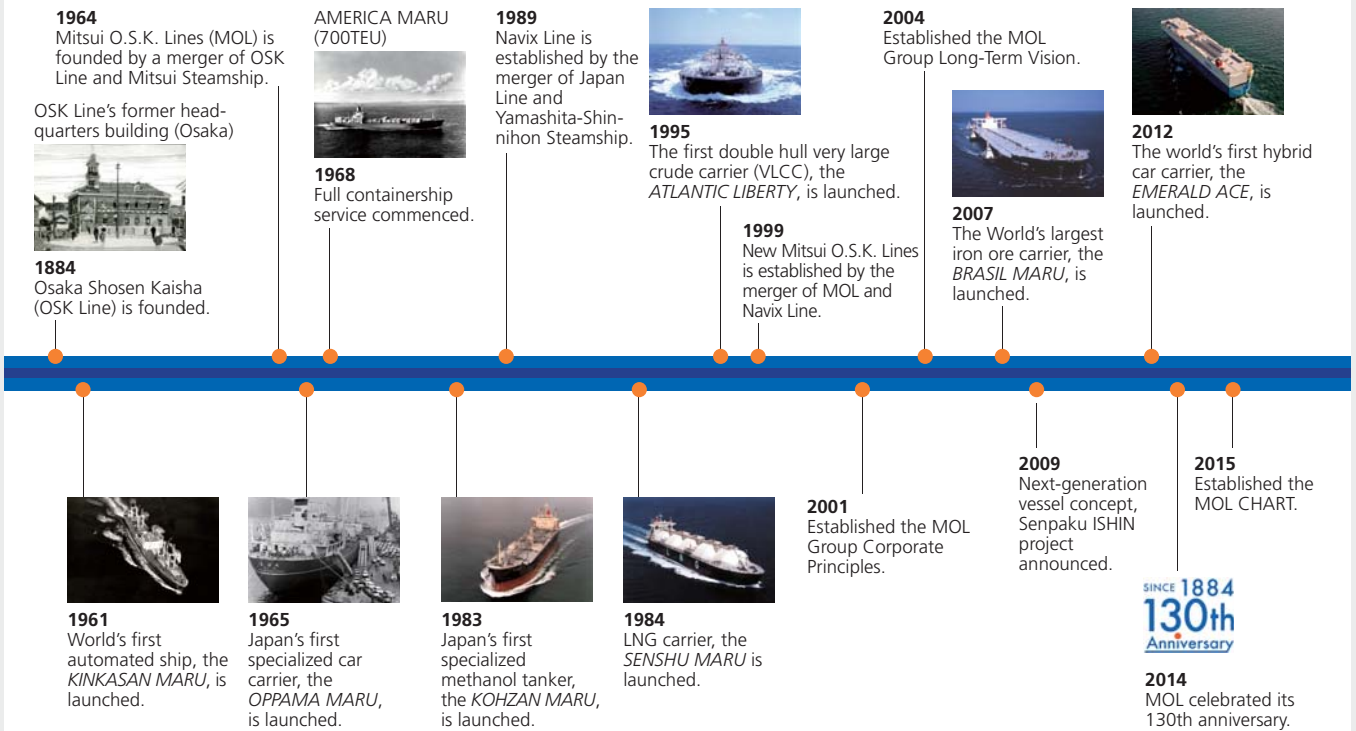 1964
Mitsui O.S.K. Lines (MOL) is
founded by a merger of OSK
Line and Mitsui Steamship.
OSK Line's former head-
quarters building (Osaka)
1884
Osaka Shosen Kaisha
(OSK Line) is founded.
AMERICA MARU
(700TEU)
1968
Full containership
service commenced.
1989
Navix Line is
established by the
merger of Japan
Line and
Yamashita-Shin-
nihon Steamship.
1995
The first double hull very large
crude carrier (VLCC), the
ATLANTIC LIBERTY, is launched.
1999
New Mitsui O.S.K. Lines
is established by the
merger of MOL and
Navix Line.
2004
Established the MOL
Group Long-Term Vision.
2007
The World's largest
iron ore carrier, the
BRASIL MARU, is
launched.
2012
The world's first hybrid
car carrier, the
EMERALD ACE, is
launched.
1961
World's first
automated ship, the
KINKASAN MARU, is
launched.
1965
Japan's first
specialized car
carrier, the
OPPAMA MARU,
is launched.
1983
Japan's first
specialized
methanol tanker,
the KOHZAN MARU,
is launched.
1984
LNG carrier, the
SENSHU MARU is
launched.
2001
Established the MOL
Group Corporate
Principles.
2009
Next-generation
vessel concept,
Senpaku ISHIN
project
announced.
SINCE 1884
130th
Anniversary
2014
MOL celebrated its
130th anniversary.
2015
Established the
MOL CHART.